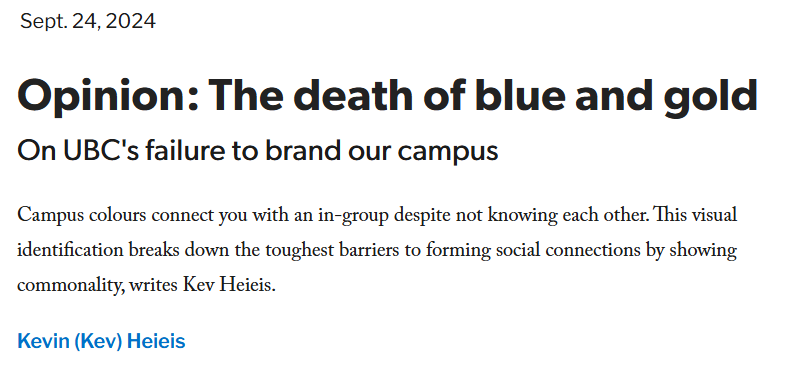 Sept. 24, 2024
Opinion: The death of blue and gold
On UBC's failure to brand our campus
Campus colours connect you with an in-group despite not knowing each other. This visual
identification breaks down the toughest barriers to forming social connections by showing
commonality, writes Kev Heieis.
Kevin (Kev) Heieis